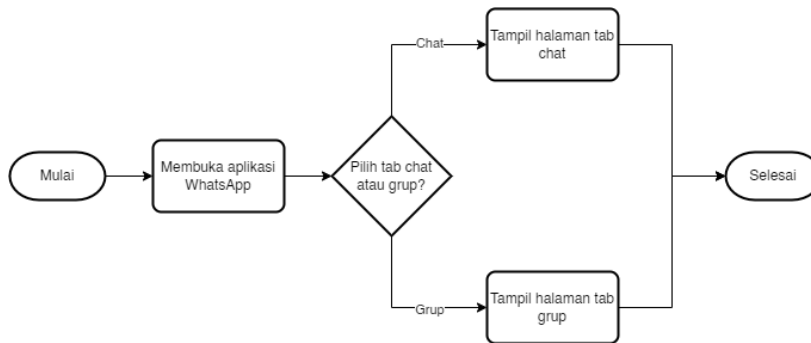 Mulai
Membuka aplikasi
WhatsApp
Pilih tab chat
atau grup?
Chat
Tampil halaman tab
chat
Grup
Tampil halaman tab
grup
Selesai